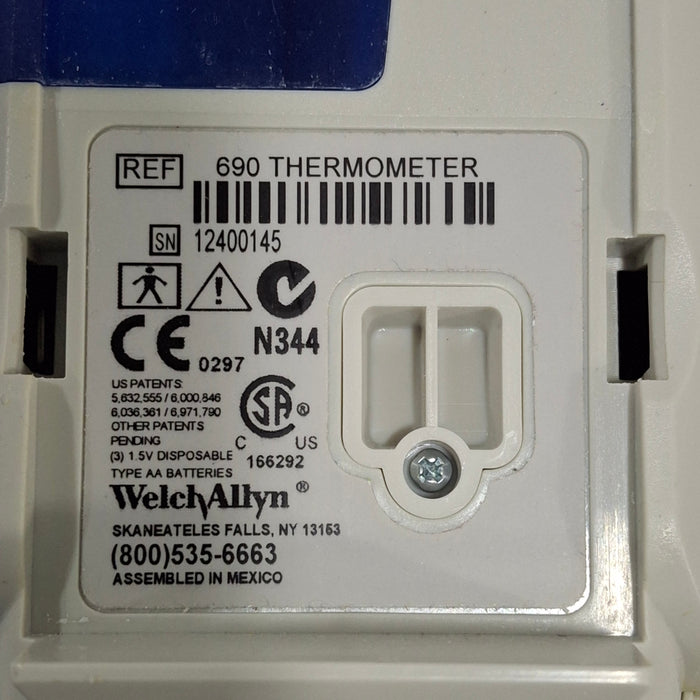 REF 690 THERMOMETER
SN 12400145
CE 0297 N344
US PATENTS
5,632,555 / 6,000,846
6,036,361 / 6,971,790
OTHER PATENTS
PENDING
SA ®
C US
(3) 1.5V DISPOSABLE
TYPE AA BATTERIES
166292
WelchAllyn ®
SKANEATELES FALLS, NY 13153
(800)535-6663
ASSEMBLED IN MEXICO